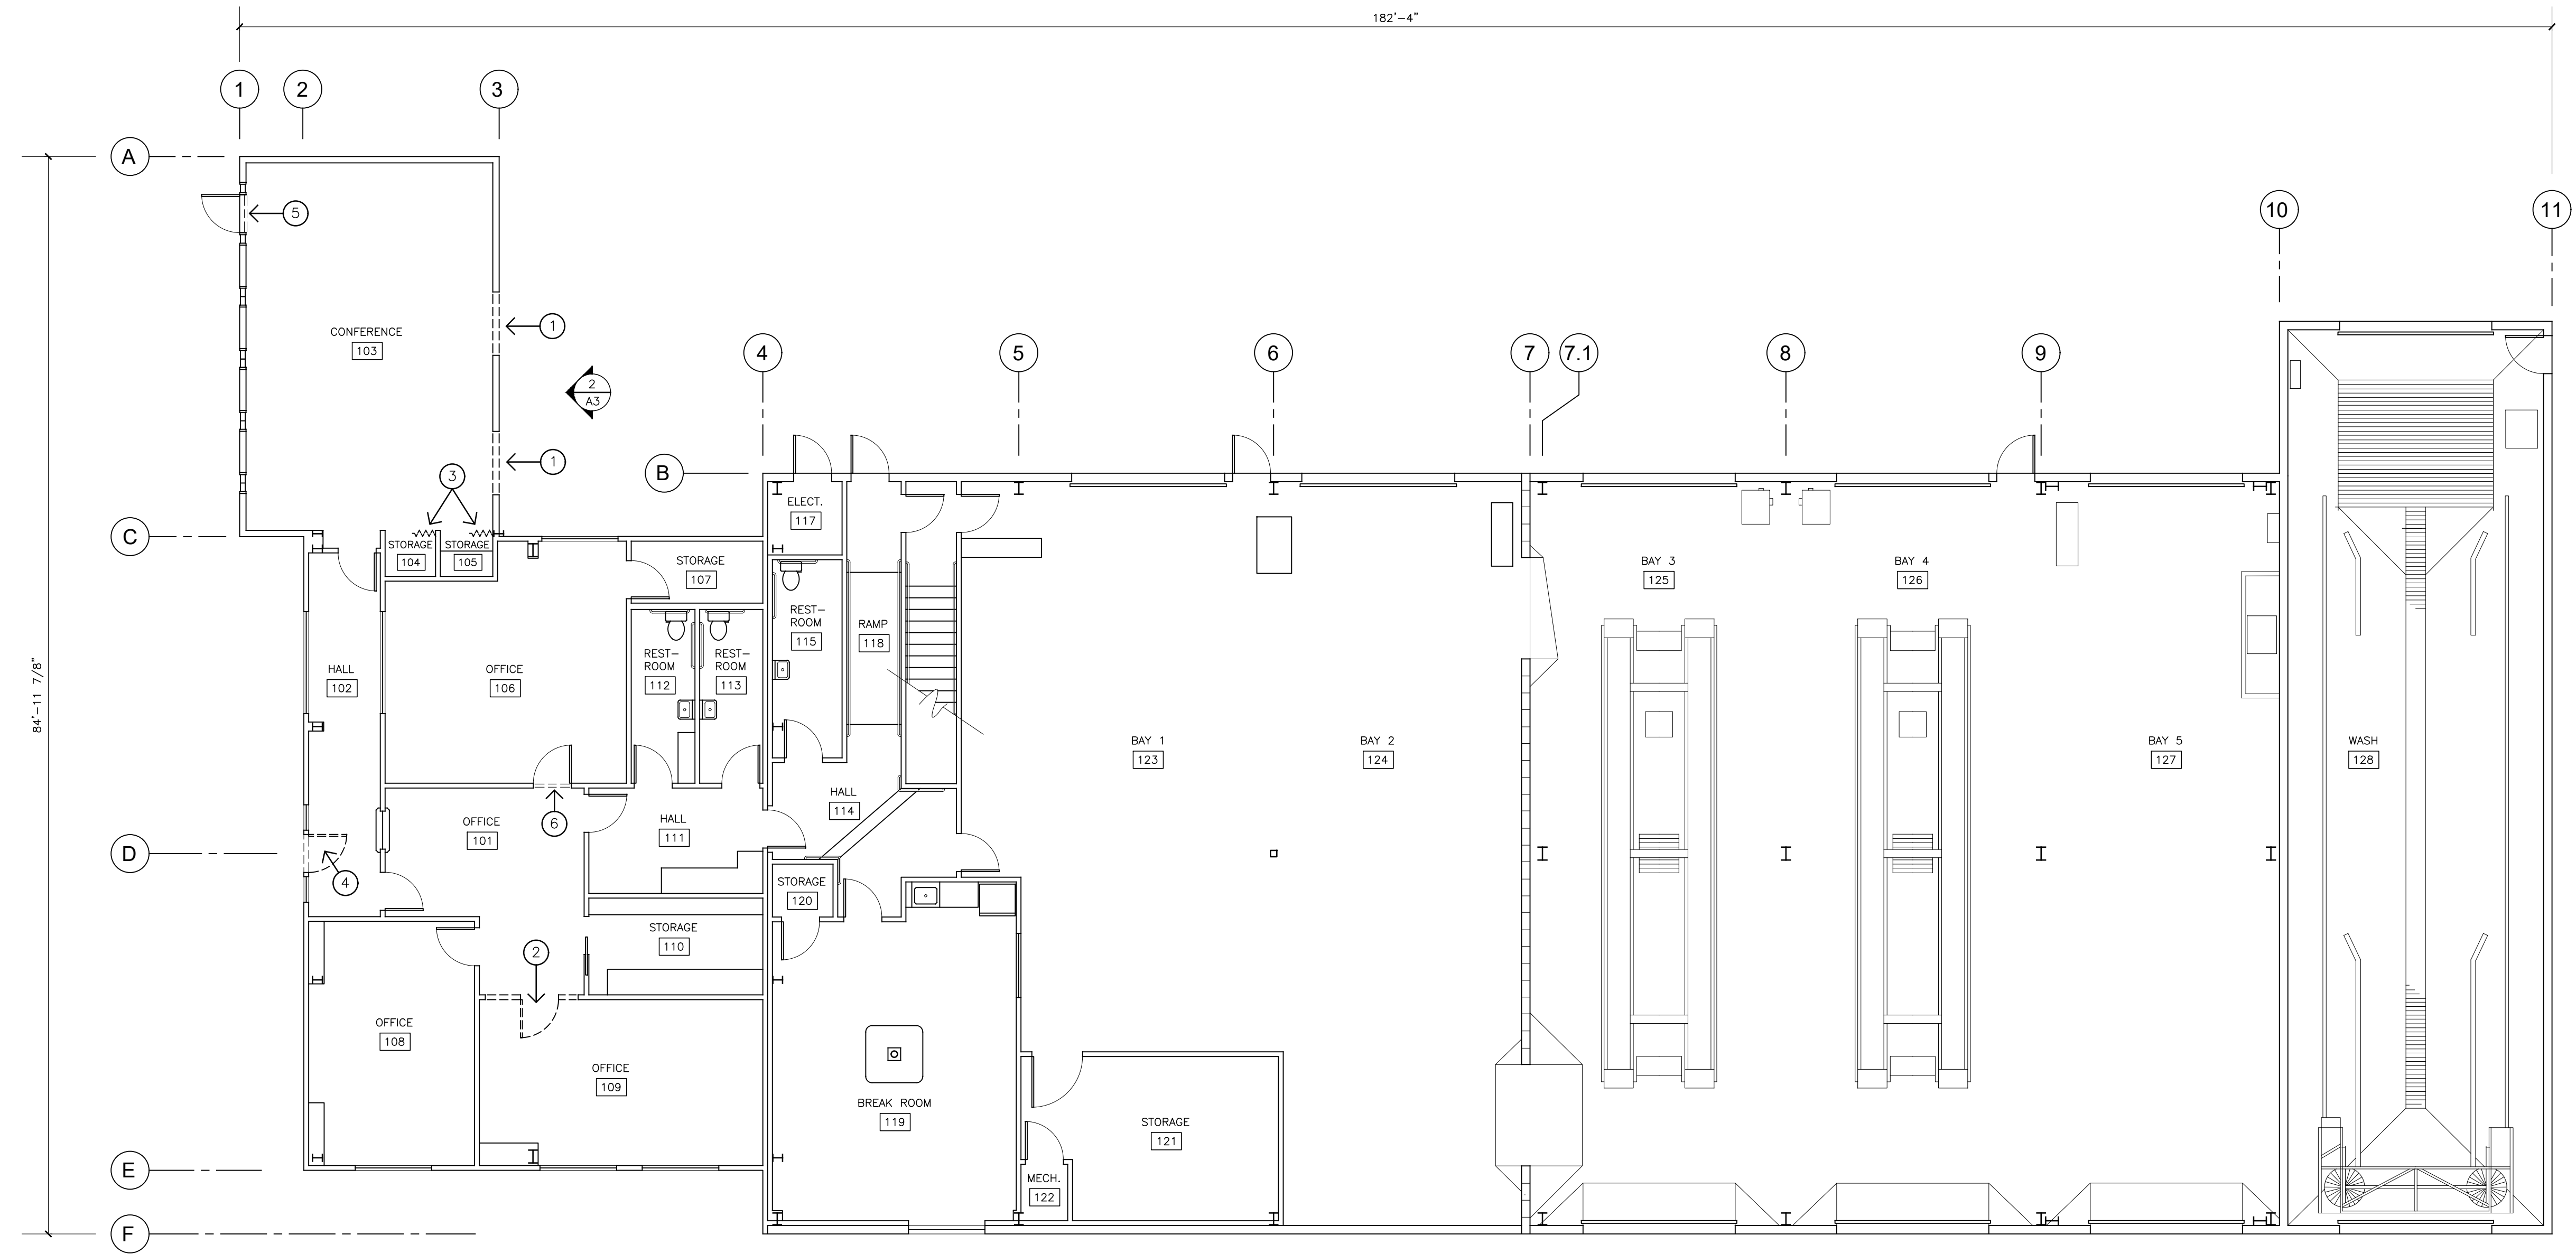 182'-4"
1
2
3
A
10
11
5
1
CONFERENCE
103
4
5
6
7
7.1
8
9
2
A3
1
B
3
ELECT.
117
C
STORAGE
104
STORAGE
105
STORAGE
107
BAY 3
125
BAY 4
126
REST-
ROOM
115
RAMP
118
HALL
102
OFFICE
106
REST-
ROOM
112
REST-
ROOM
113
84'-11 7/8"
BAY 1
123
BAY 2
124
BAY 5
127
WASH
128
HALL
114
OFFICE
101
6
HALL
111
D
4
STORAGE
120
STORAGE
110
2
OFFICE
108
OFFICE
109
BREAK ROOM
119
STORAGE
121
E
MECH.
122
F